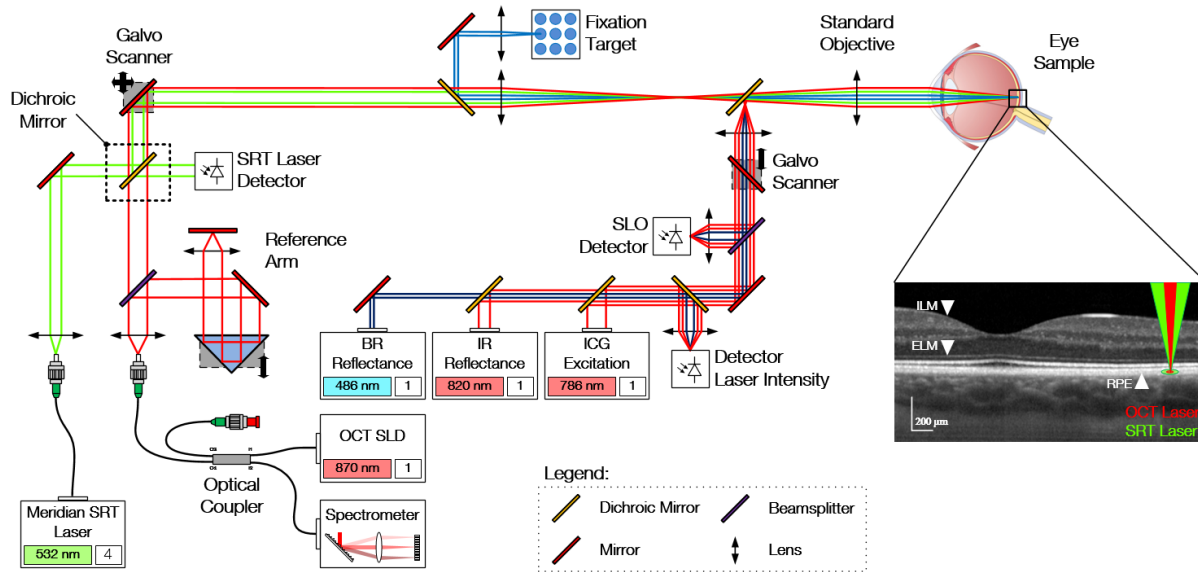 Fixation
Target
Standard
Objective
Eye
Sample
Galvo
Scanner
Dichroic
Mirror
SRT Laser
Detector
Galvo
Scanner
SLO
Detector
Reference
Arm
BR
Reflectance
486 nm 1
IR
Reflectance
820 nm 1
ICG
Excitation
786 nm 1
Detector
Laser Intensity
ILM
ELM
RPE
200 µm
OCT Laser
SRT Laser
OCT SLD
870 nm 1
Optical
Coupler
Spectrometer
Meridian SRT
Laser
532 nm 4
Legend:
Dichroic Mirror
Beamsplitter
Mirror
Lens